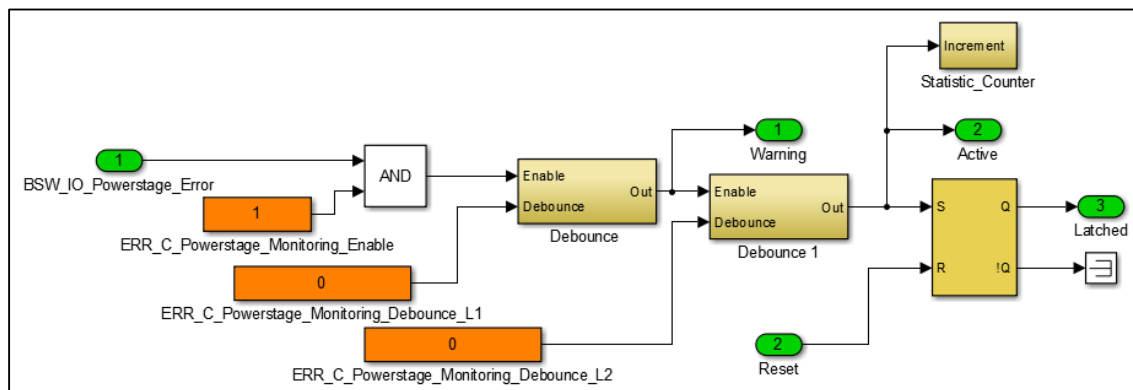 Increment
Statistic_Counter
1
Warning
2
Active
1
BSW_IO_Powerstage_Error
AND
1
ERR_C_Powerstage_Monitoring_Enable
Enable
Debounce
Out
Debounce
Enable
Debounce
Out
Debounce 1
S
R
Q
!Q
3
Latched
0
ERR_C_Powerstage_Monitoring_Debounce_L1
0
ERR_C_Powerstage_Monitoring_Debounce_L2
2
Reset